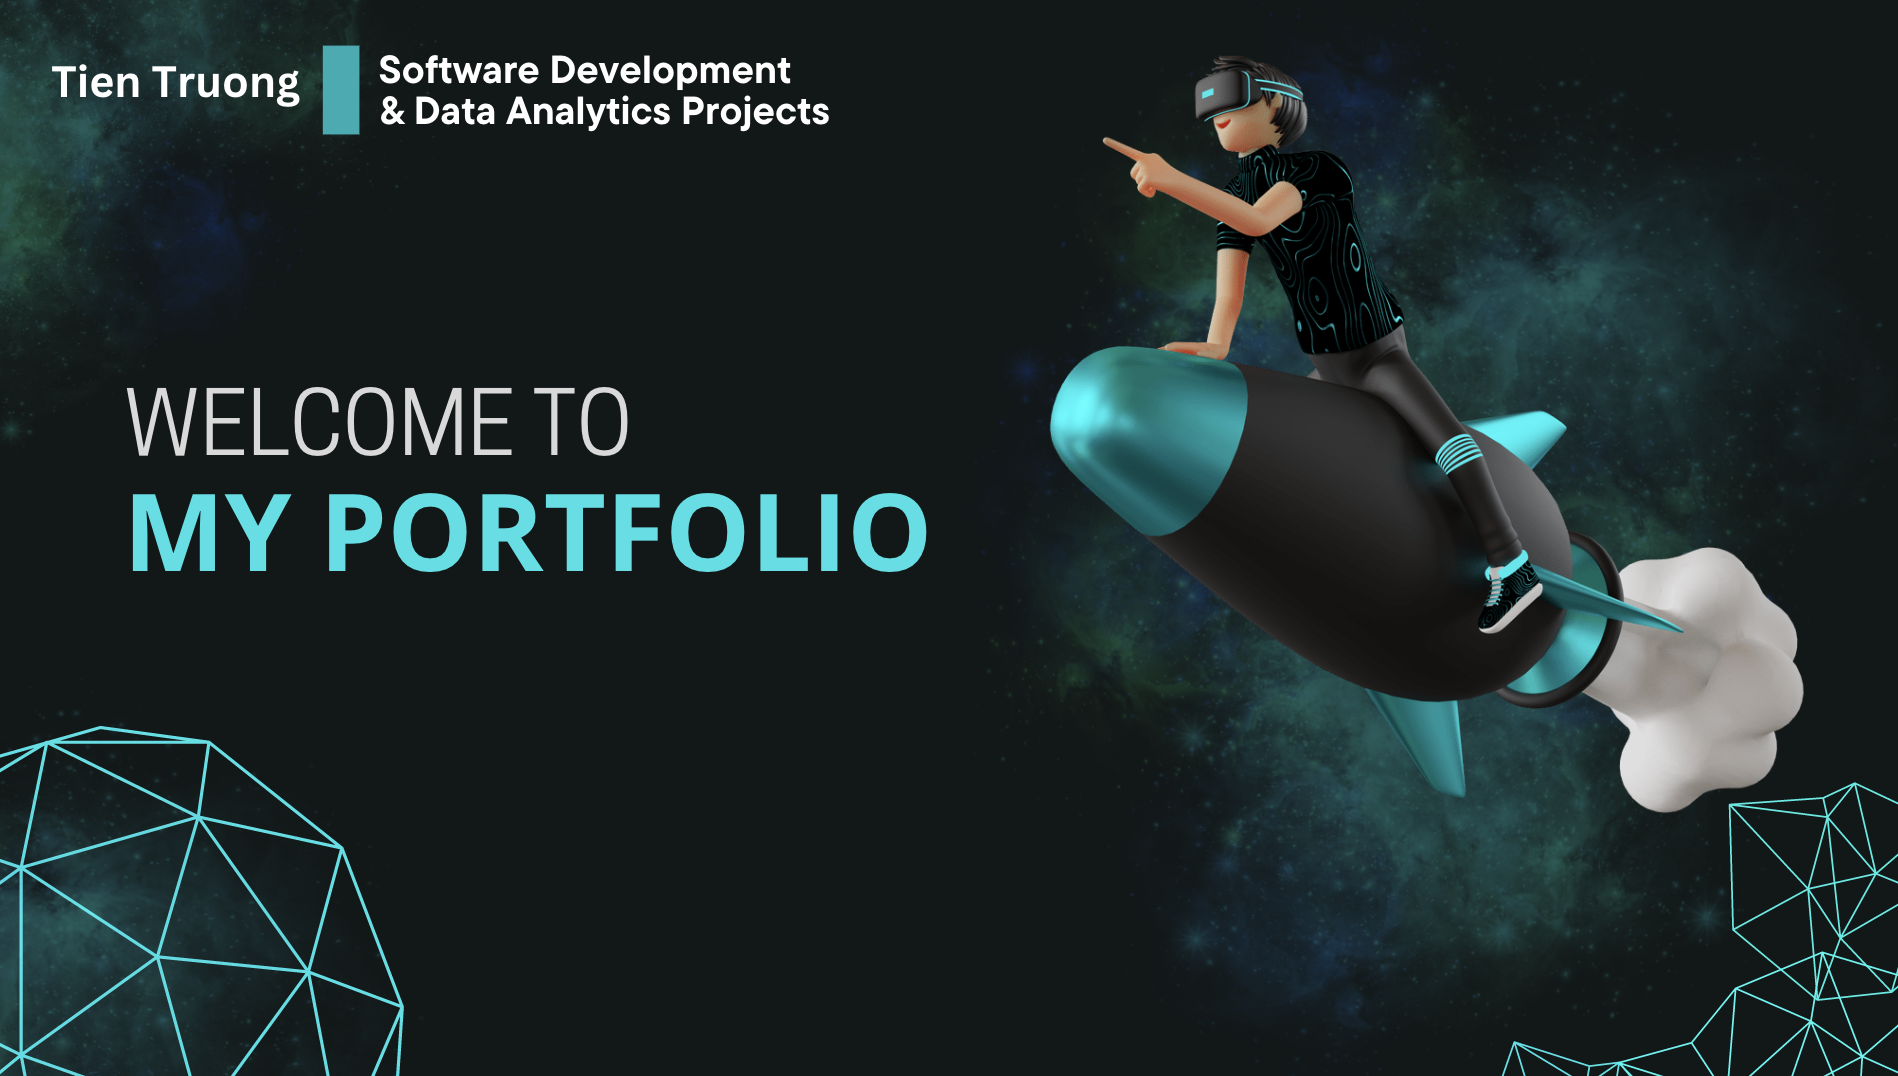 Tien Truong
Software Development
& Data Analytics Projects
WELCOME TO
MY PORTFOLIO